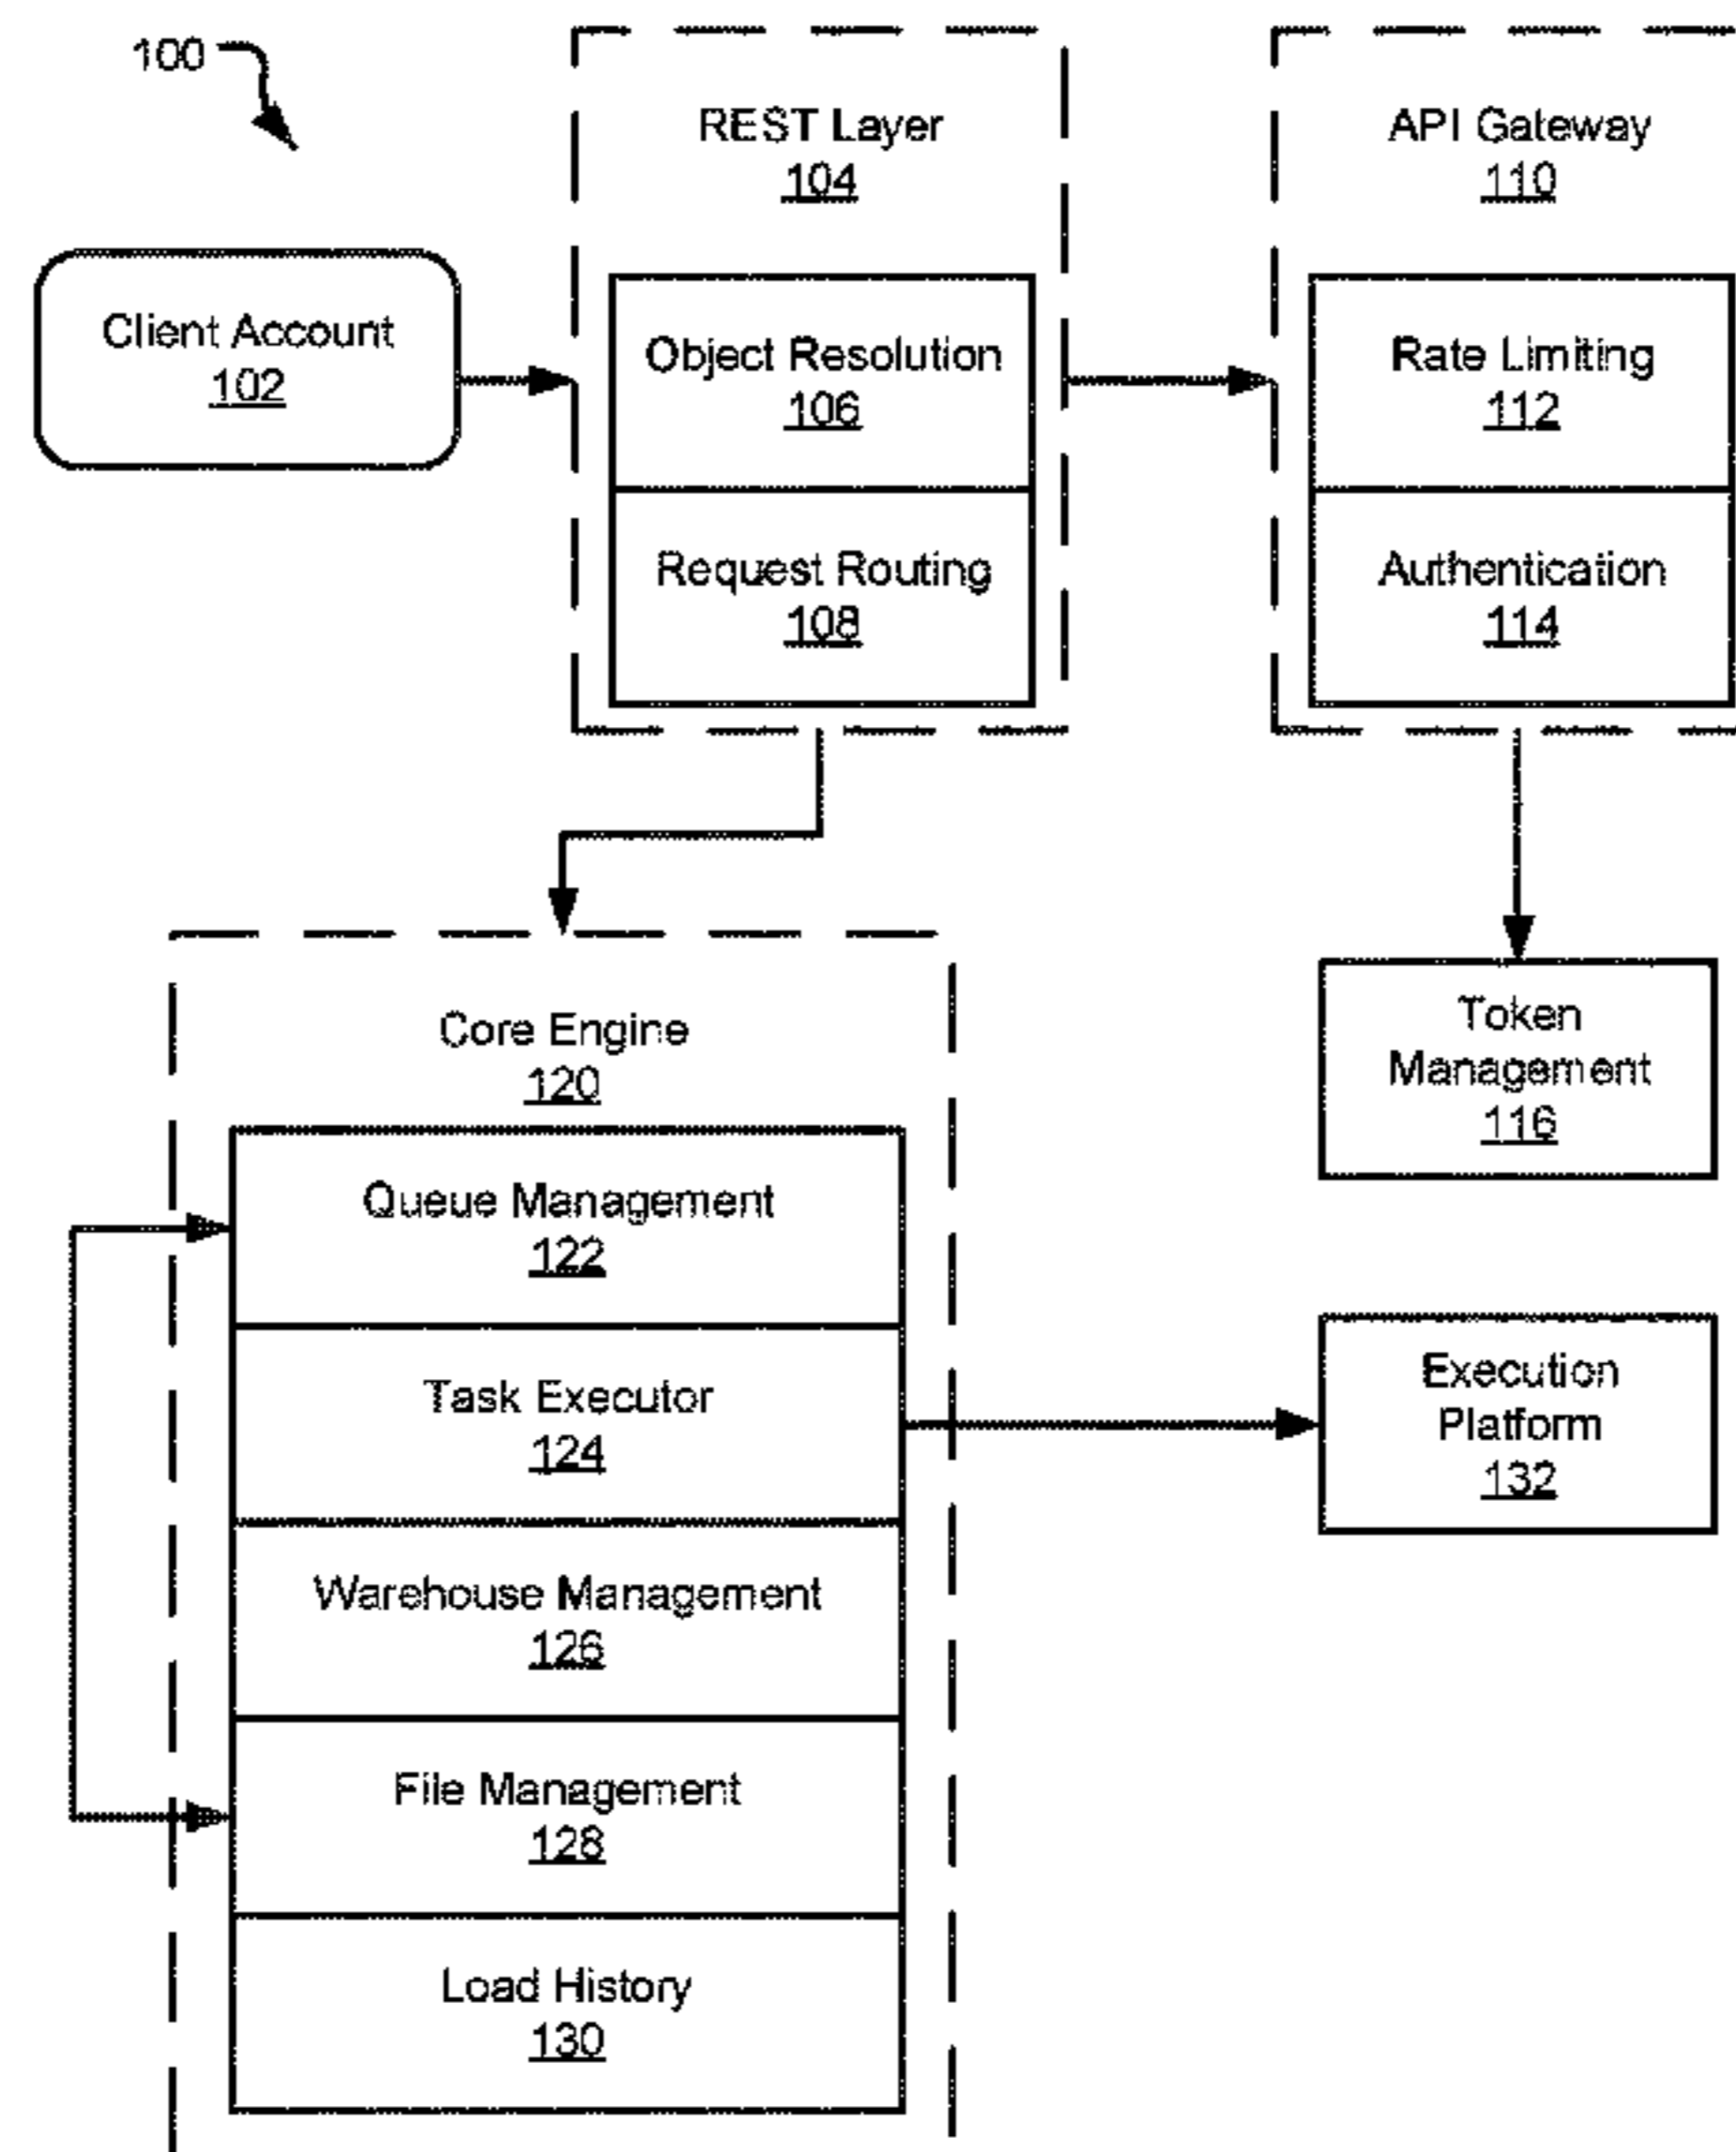 100
REST Layer
104
API Gateway
110
Client Account
102
Object Resolution
106
Rate Limiting
112
Request Routing
108
Authentication
114
Core Engine
120
Token
Management
116
Queue Management
122
Task Executor
124
Execution
Platform
132
Warehouse Management
126
File Management
128
Load History
130